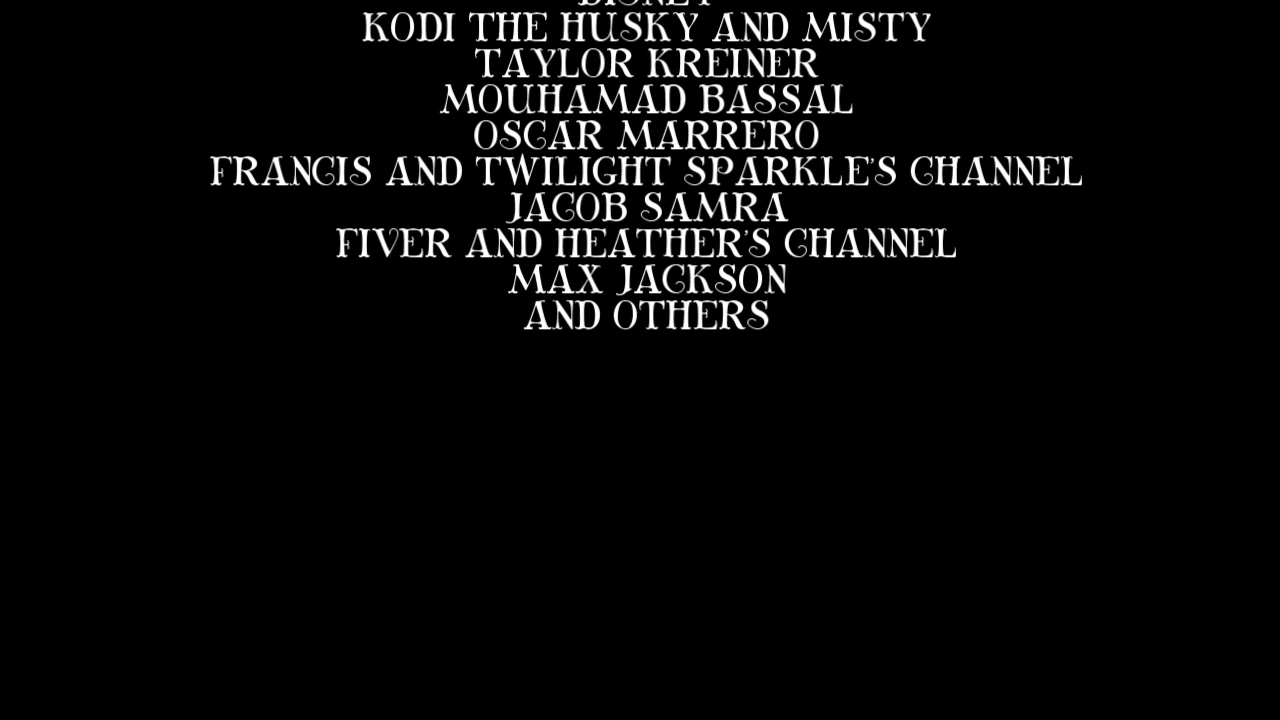 DISNEY
KODI THE HUSKY AND MISTY
TAYLOR KREINER
MOUHAMAD BASSAL
OSCAR MARRERO
FRANCIS AND TWILIGHT SPARKLE'S CHANNEL
JACOB SAMRA
FIVER AND HEATHER'S CHANNEL
MAX JACKSON
AND OTHERS